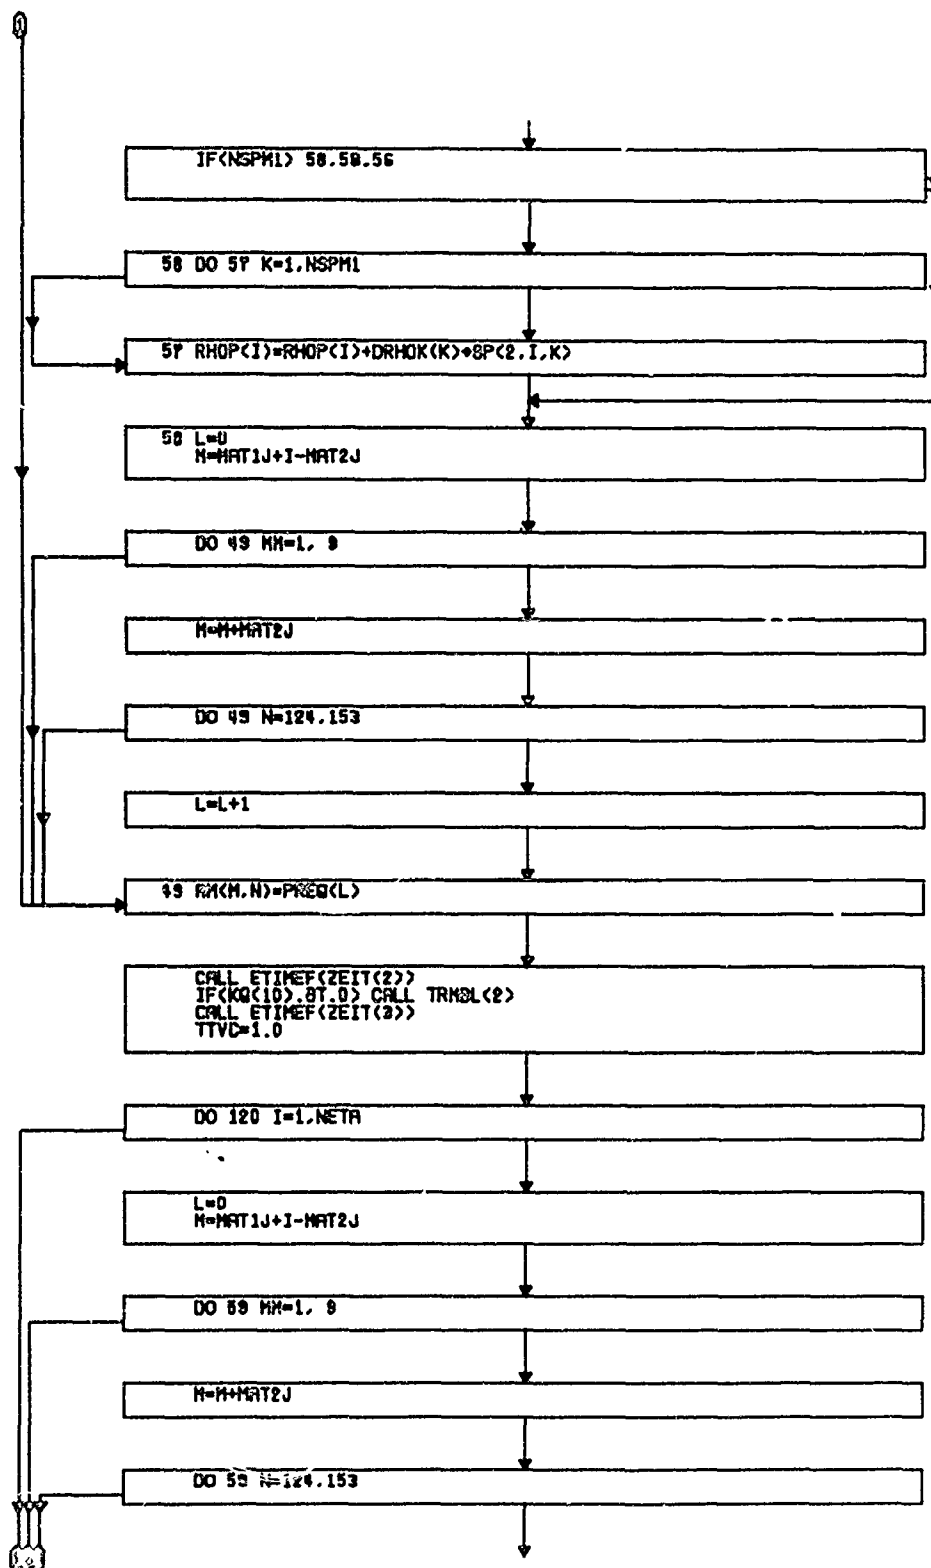 IF(NSPM1) 58,58,56
56 DO 57 K=1,NSPM1
57 RHOP(I)=RHOP(I)+DRHOK(K)*SP(2,I,K)
58 L=0
M=MAT1J+I-MAT2J
DO 49 MM=1, 9
M=M+MAT2J
DO 49 N=124,153
L=L+1
49 RM(M,N)=PREQ(L)
CALL ETIMEF(ZEIT(2))
IF(KQ(10).GT.0) CALL TRMBL(2)
CALL ETIMEF(ZEIT(3))
TTVC=1.0
DO 120 I=1,NETA
L=0
M=MAT1J+I-MAT2J
DO 59 MM=1, 9
M=M+MAT2J
DO 59 N=124,153